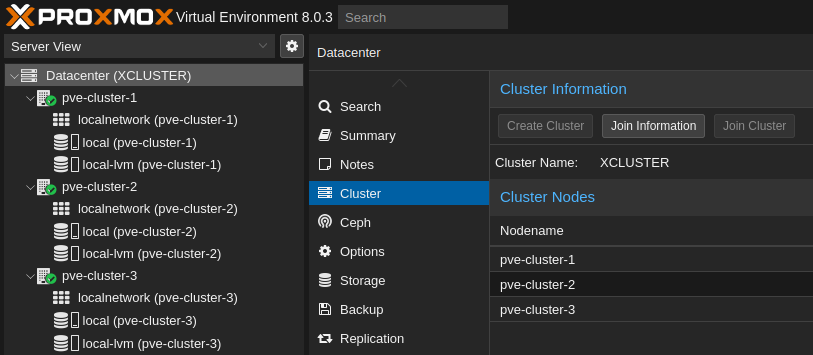 PROXMOX Virtual Environment 8.0.3 Search
Server View
Datacenter (XCLUSTER)
pve-cluster-1
localnetwork (pve-cluster-1)
local (pve-cluster-1)
local-lvm (pve-cluster-1)
pve-cluster-2
localnetwork (pve-cluster-2)
local (pve-cluster-2)
local-lvm (pve-cluster-2)
pve-cluster-3
localnetwork (pve-cluster-3)
local (pve-cluster-3)
local-lvm (pve-cluster-3)
Datacenter
Search
Summary
Notes
Cluster
Ceph
Options
Storage
Backup
Replication
Cluster Information
Create Cluster Join Information Join Cluster
Cluster Name: XCLUSTER
Cluster Nodes
Nodename
pve-cluster-1
pve-cluster-2
pve-cluster-3